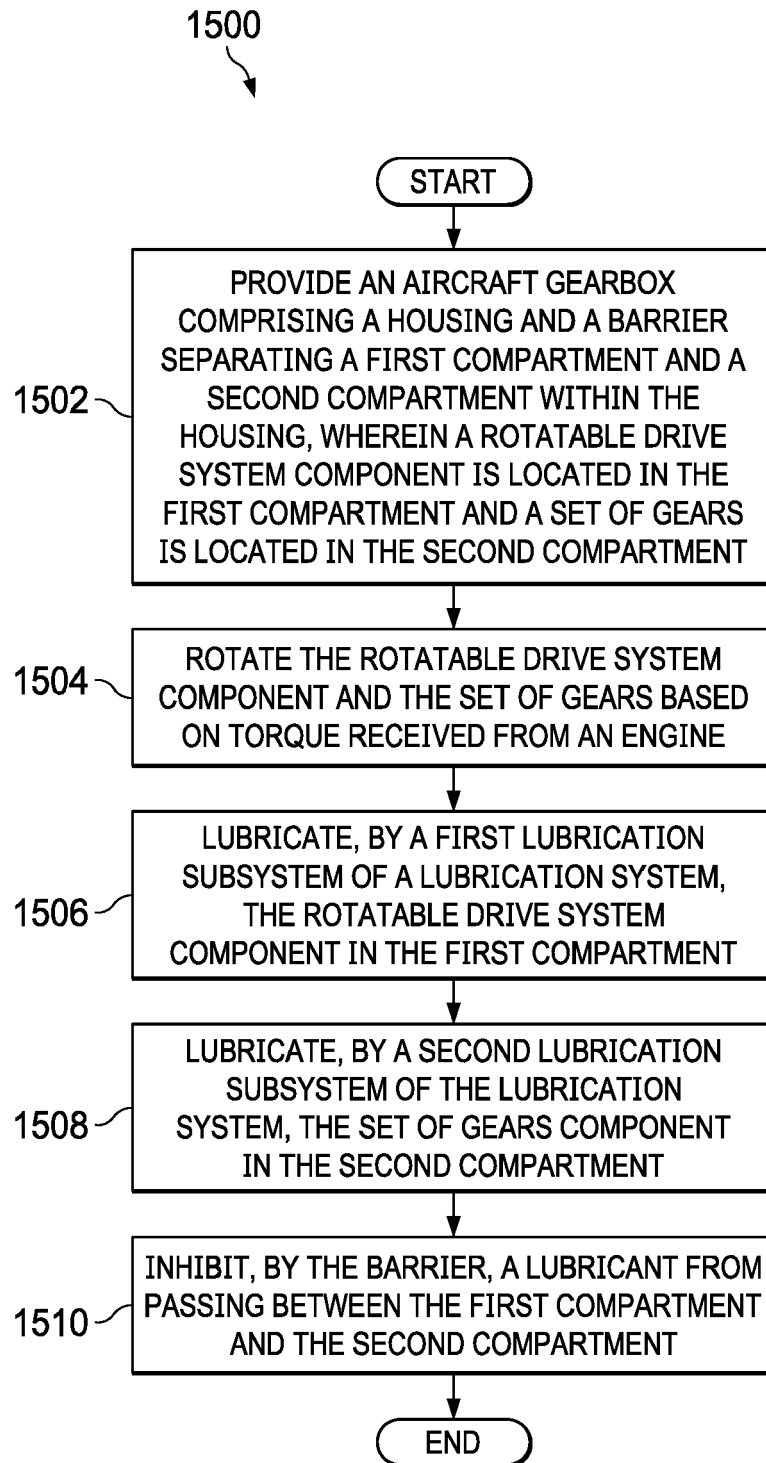 1500
START
1502
PROVIDE AN AIRCRAFT GEARBOX
COMPRISING A HOUSING AND A BARRIER
SEPARATING A FIRST COMPARTMENT AND A
SECOND COMPARTMENT WITHIN THE
HOUSING, WHEREIN A ROTATABLE DRIVE
SYSTEM COMPONENT IS LOCATED IN THE
FIRST COMPARTMENT AND A SET OF GEARS
IS LOCATED IN THE SECOND COMPARTMENT
1504
ROTATE THE ROTATABLE DRIVE SYSTEM
COMPONENT AND THE SET OF GEARS BASED
ON TORQUE RECEIVED FROM AN ENGINE
1506
LUBRICATE, BY A FIRST LUBRICATION
SUBSYSTEM OF A LUBRICATION SYSTEM,
THE ROTATABLE DRIVE SYSTEM
COMPONENT IN THE FIRST COMPARTMENT
1508
LUBRICATE, BY A SECOND LUBRICATION
SUBSYSTEM OF THE LUBRICATION
SYSTEM, THE SET OF GEARS COMPONENT
IN THE SECOND COMPARTMENT
1510
INHIBIT, BY THE BARRIER, A LUBRICANT FROM
PASSING BETWEEN THE FIRST COMPARTMENT
AND THE SECOND COMPARTMENT
END